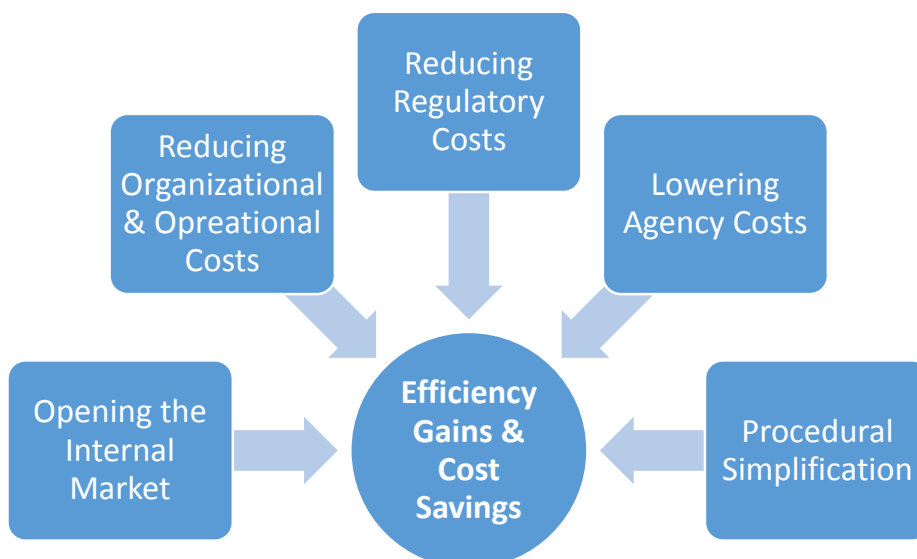 Reducing
Regulatory
Costs
Reducing
Organizational
& Opreational
Costs
Lowering
Agency Costs
Opening the
Internal
Market
Efficiency
Gains &
Cost
Savings
Procedural
Simplification